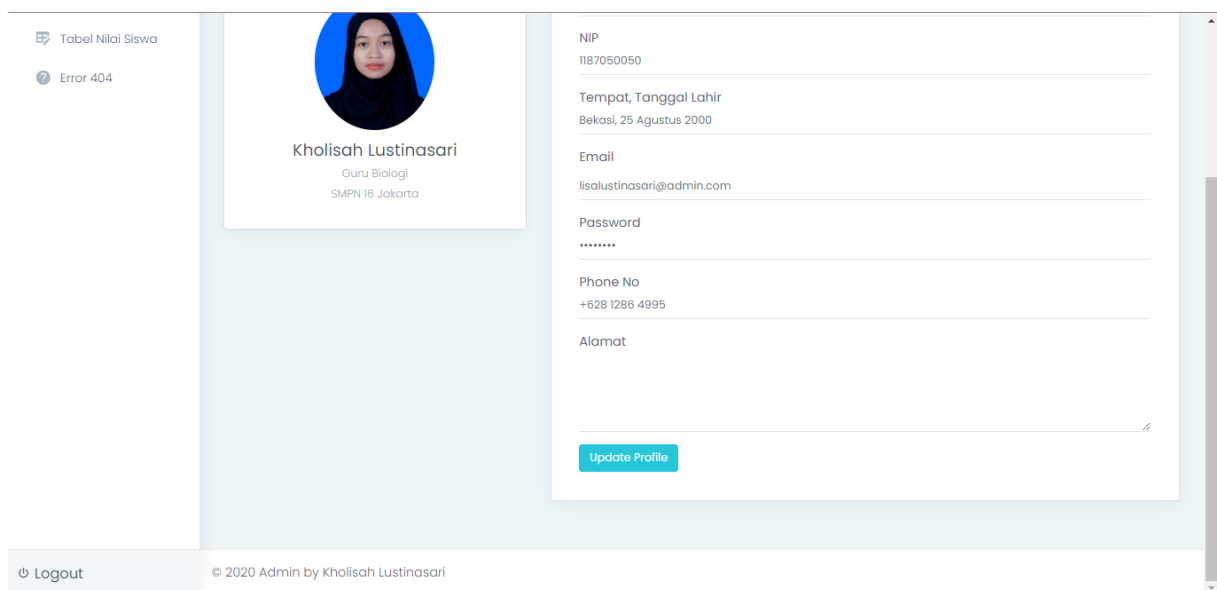 Tabel Nilai Siswa
Error 404
Kholisah Lustinasari
Guru Biologi
SMPN 16 Jakarta
NIP
1187050050
Tempat, Tanggal Lahir
Bekasi, 25 Agustus 2000
Email
lisalustinasari@admin.com
Password
••••••••
Phone No
+628 1286 4995
Alamat
Update Profile
Logout
© 2020 Admin by Kholisah Lustinasari